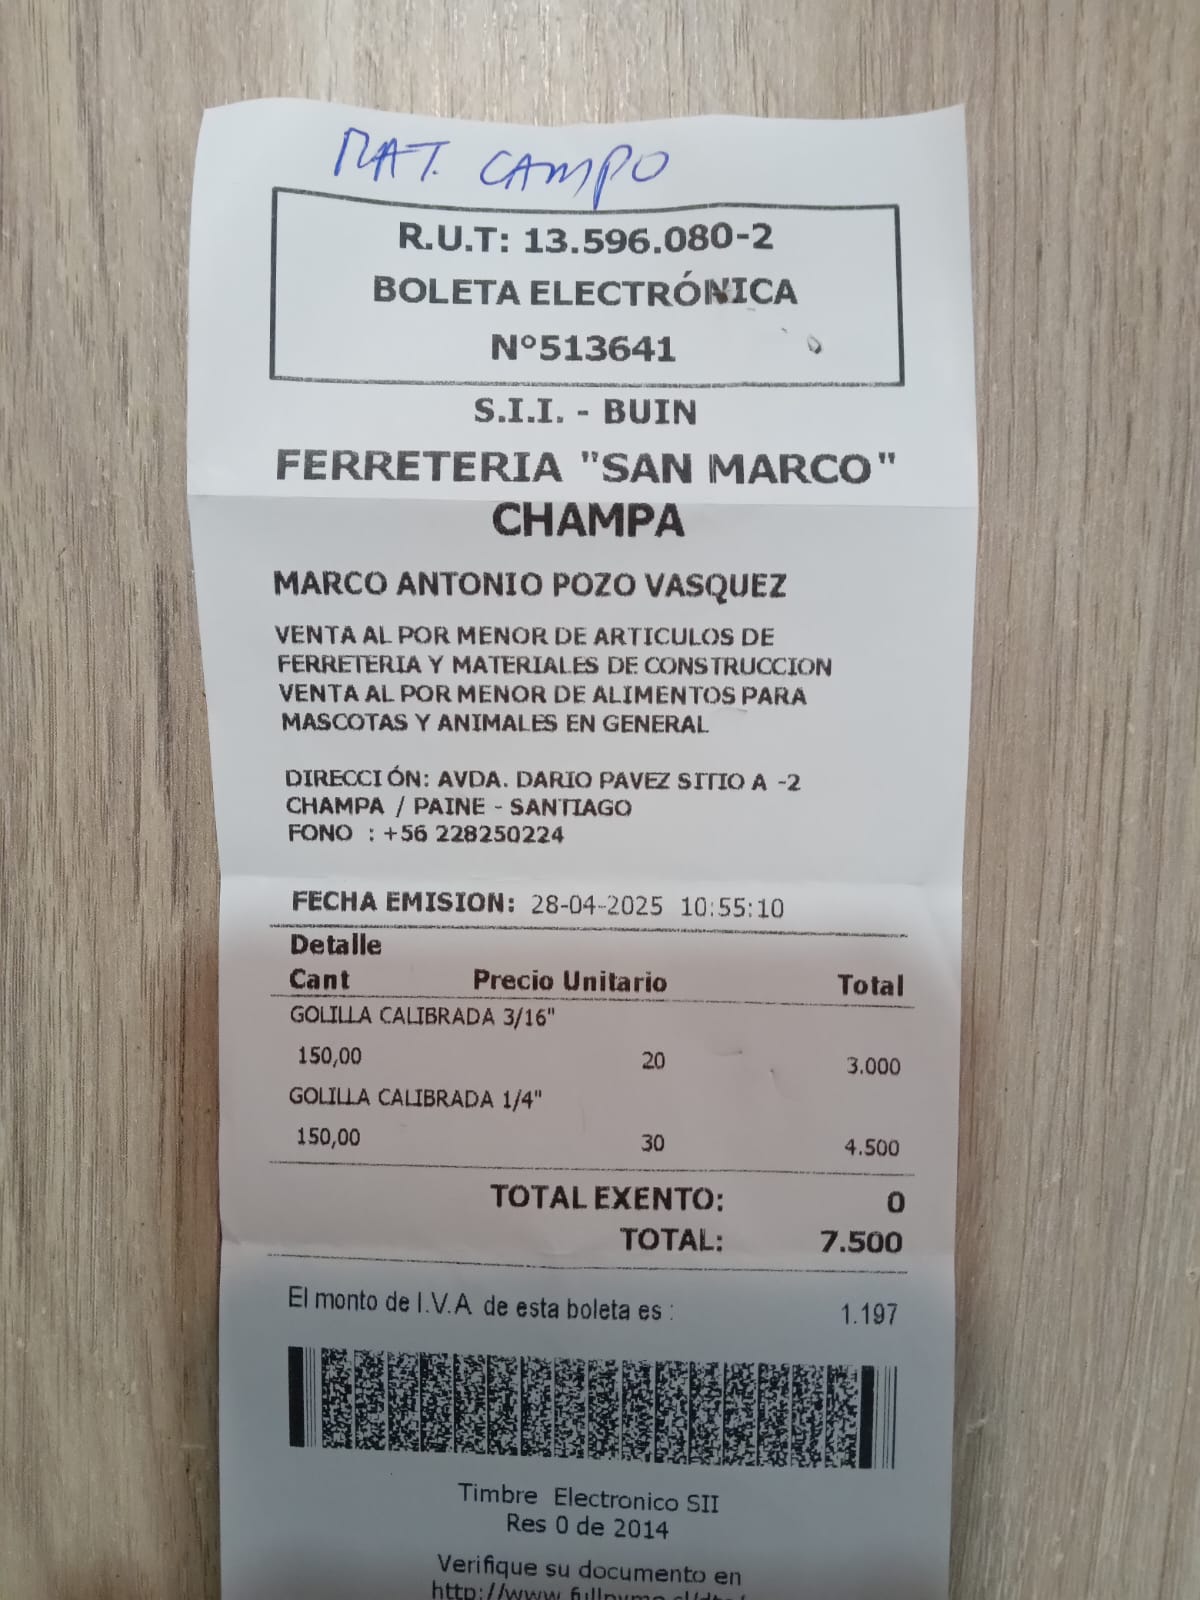 MAT. CAMPO
R.U.T: 13.596.080-2
BOLETA ELECTRÓNICA
N°513641
S.I.I. - BUIN
FERRETERIA "SAN MARCO"
CHAMPA
MARCO ANTONIO POZO VASQUEZ
VENTA AL POR MENOR DE ARTICULOS DE
FERRETERIA Y MATERIALES DE CONSTRUCCION
VENTA AL POR MENOR DE ALIMENTOS PARA
MASCOTAS Y ANIMALES EN GENERAL
DIRECCIÓN: AVDA. DARIO PAVEZ SITIO A -2
CHAMPA / PAINE - SANTIAGO
FONO : +56 228250224
FECHA EMISION: 28-04-2025 10:55:10
Detalle
Cant Precio Unitario Total
GOLILLA CALIBRADA 3/16"
150,00 20 3.000
GOLILLA CALIBRADA 1/4"
150,00 30 4.500
TOTAL EXENTO: 0
TOTAL: 7.500
El monto de I.V.A de esta boleta es : 1.197
Timbre Electronico SII
Res 0 de 2014
Verifique su documento en